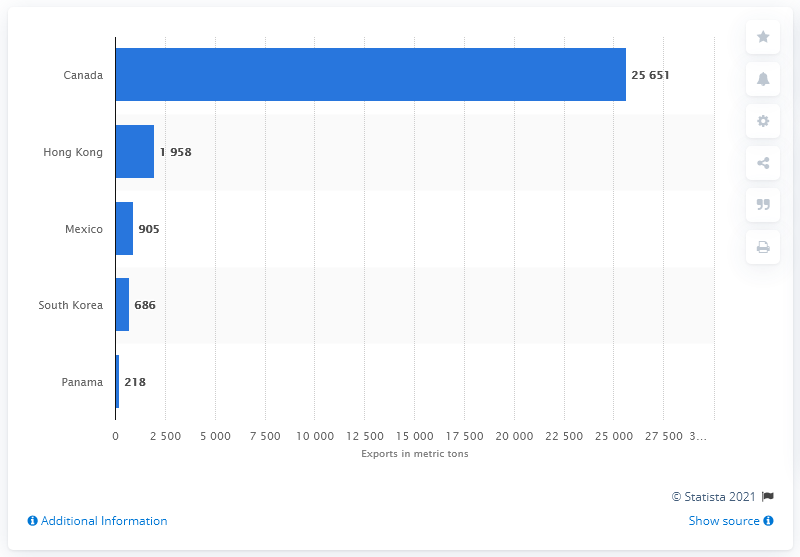 Canada
25 651
Hong Kong
1 958
Mexico
905
South Korea
686
Panama
218
0 2 500 5 000 7 500 10 000 12 500 15 000 17 500 20 000 22 500 25 000 27 500 3...
Exports in metric tons
© Statista 2021
Additional Information
Show source